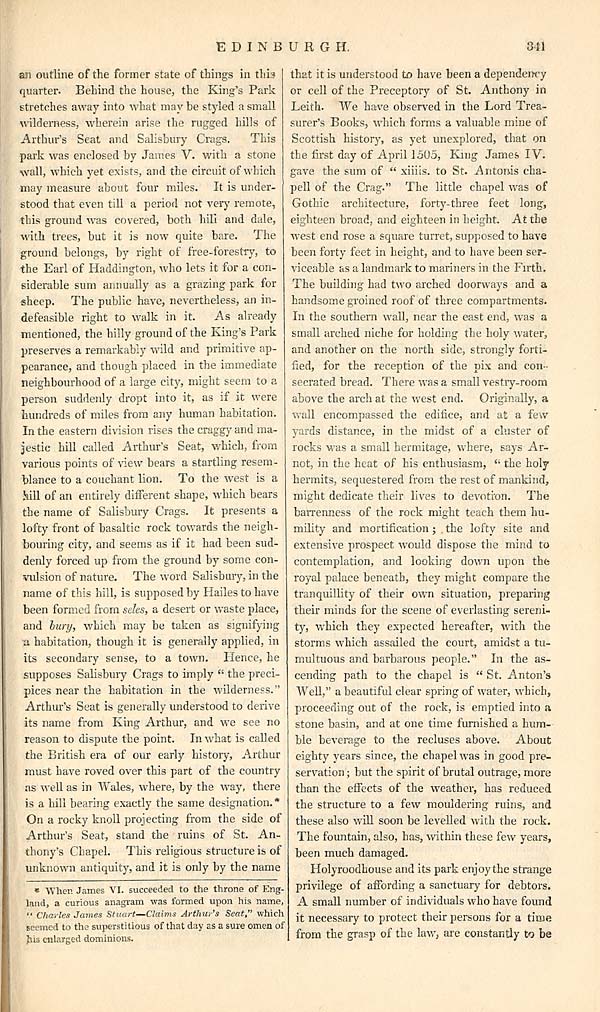 EDINBURGH.
341
an outline of the former state of things in this
quarter. Behind the house, the King's Park
stretches away into what may be styled a small
wilderness, wherein arise the rugged hills of
Arthur's Seat and Salisbury Crags. This
park was enclosed by James V. with a stone
wall, which yet exists, and the circuit of which
may measure about four miles. It is under-
stood that even till a period not very remote,
this ground was covered, both hill and dale,
with trees, but it is now quite bare. The
ground belongs, by right of free-forestry, to
the Earl of Haddington, who lets it for a con-
siderable sum annually as a grazing park for
sheep. The public have, nevertheless, an in-
defeasible right to walk in it. As already
mentioned, the hilly ground of the King's Park
preserves a remarkably wild and primitive ap-
pearance, and though placed in the immediate
neighbourhood of a large city, might seem to a
person suddenly dropt into it, as if it were
hundreds of miles from any human habitation.
In the eastern division rises the craggy and ma-
jestic hill called Arthur's Seat, which, from
various points of view bears a startling resem-
blance to a couchant lion. To the west is a
hill of an entirely different shape, which bears
the name of Salisbury Crags. It presents a
lofty front of basaltic rock towards the neigh-
bouring city, and seems as if it had been sud-
denly forced up from the ground by some con-
vulsion of nature. The word Salisbury, in the
name of this hill, is supposed by Hailes to have
been formed from seles, a desert or waste place,
and bury, which may be taken as signifying
a habitation, though it is generally applied, in
its secondary sense, to a town. Hence, he
supposes Salisbury Crags to imply " the preci-
pices near the habitation in the wilderness."
Arthur's Seat is generally understood to derive
its name from King Arthur, and we see no
reason to dispute the point. In what is called
the British era of our early history, Arthur
must have roved over this part of the country
as well as in Wales, where, by the way, there
is a hill bearing exactly the same designation.*
On a rocky knoll projecting from the side of
Arthur's Seat, stand the ruins of St. An-
thony's Chapel. This religious structure is of
unknown antiquity, and it is only by the name
* When James VI. succeeded to the throne of Eng-
land, a curious anagram was formed upon his name,
" Charles James Stuart—Claims Arthur's Seat," which
seemed to the superstitious of that day as a sure omen of
his enlarged dominions.
that it is understood to have been a dependency
or cell of the Preceptory of St. Anthony in
Leith. We have observed in the Lord Trea-
surer's Books, which forms a valuable mine of
Scottish history, as yet unexplored, that on
the first day of April 1505, King James IV.
gave the sum of " xiiiis. to St. Antonis cha-
pell of the Crag." The little chapel was of
Gothic architecture, forty-three feet long,
eighteen broad, and eighteen in height. At the
west end rose a square turret, supposed to have
been forty feet in height, and to have been ser-
viceable as a landmark to mariners in the Firth.
The building had two arched doorways and a
handsome groined roof of three compartments.
In the southern wall, near the east end, was a
small arched niche for holding the holy water,
and another on the north side, strongly forti-
fied, for the reception of the pix and con-
secrated bread. There was a small vestry-room
above the arch at the west end. Originally, a
wall encompassed the edifice, and at a few
yards distance, in the midst of a cluster of
rocks was a small hermitage, where, says Ar-
not, in the heat of his enthusiasm, " the holy
hermits, sequestered from the rest of mankind,
might dedicate their lives to devotion. The
barrenness of the rock might teach them hu-
mility and mortification ; the lofty site and
extensive prospect would dispose the mind to
contemplation, and looking down upon the
royal palace beneath, they might compare the
tranquillity of their own situation, preparing
their minds for the scene of everlasting sereni-
ty, which they expected hereafter, with the
storms which assailed the court, amidst a tu-
multuous and barbarous people." In the as-
cending path to the chapel is " St. Anton's
Well," a beautiful clear spring of water, which,
proceeding out of the rock, is emptied into a
stone basin, and at one time furnished a hum-
ble beverage to the recluses above. About
eighty years since, the chapel was in good pre-
servation; but the spirit of brutal outrage, more
than the effects of the weather, has reduced
the structure to a few mouldering ruins, and
these also will soon be levelled with the rock.
The fountain, also, has, within these few years,
been much damaged.
Holyroodhouse and its park enjoy the strange
privilege of affording a sanctuary for debtors.
A small number of individuals who have found
it necessary to protect their persons for a time
from the grasp of the law, are constantly to be